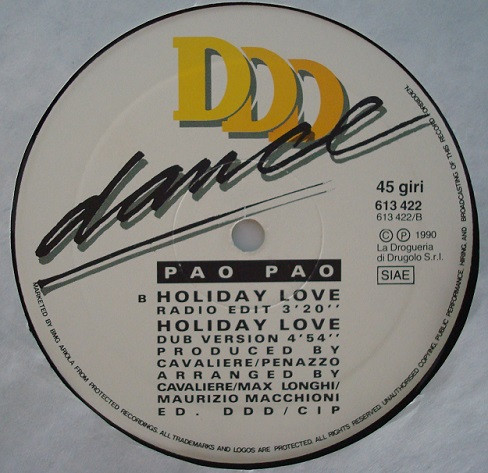 DDD
dance
45 giri
613 422
613 422/B
© ℗ 1990
La Drogueria
di Drugolo S.r.l.
SIAE
PAO PAO
B HOLIDAY LOVE
RADIO EDIT 3'20''
HOLIDAY LOVE
DUB VERSION 4'54''
PRODUCED BY
CAVALIERE/PENAZZO
ARRANGED BY
CAVALIERE/MAX LONGHI/
MAURIZIO MACCHIONI
ED. DDD/CIP
MARKETED BY BMG ARIOLA FROM PROTECTED RECORDINGS. ALL TRADEMARKS AND LOGOS ARE PROTECTED. ALL RIGHTS RESERVED. UNAUTHORISED COPYING, PUBLIC PERFORMANCE, HIRING AND BROADCASTING OF THIS RECORD FORBIDDEN.